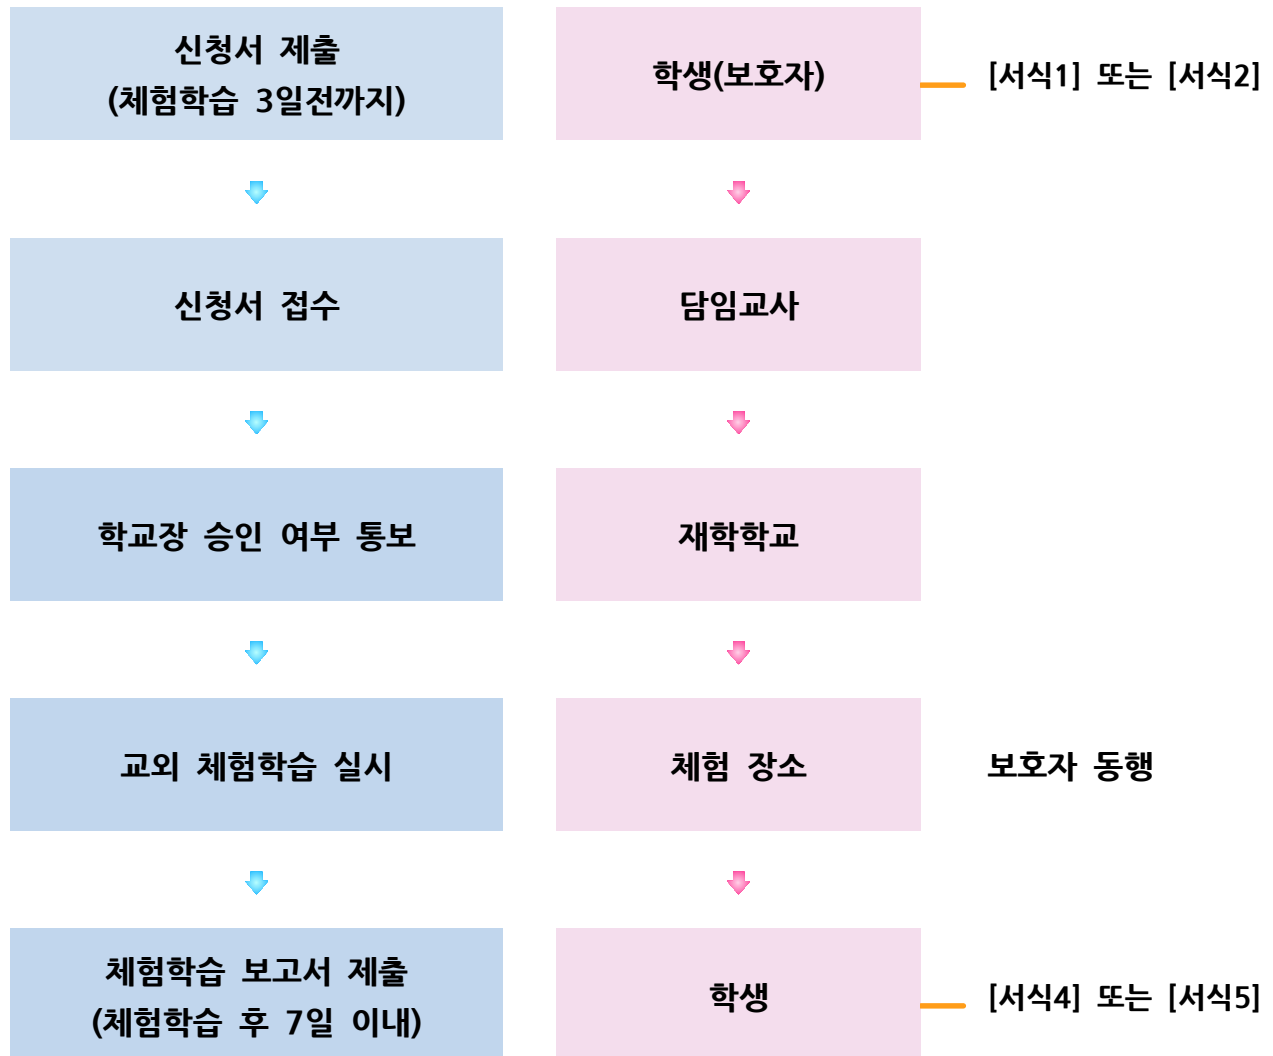 신청서 제출
(체험학습 3일전까지)
학생(보호자)
[서식1] 또는 [서식2]
신청서 접수
담임교사
학교장 승인 여부 통보
재학학교
교외 체험학습 실시
체험 장소
보호자 동행
체험학습 보고서 제출
(체험학습 후 7일 이내)
학생
[서식4] 또는 [서식5]